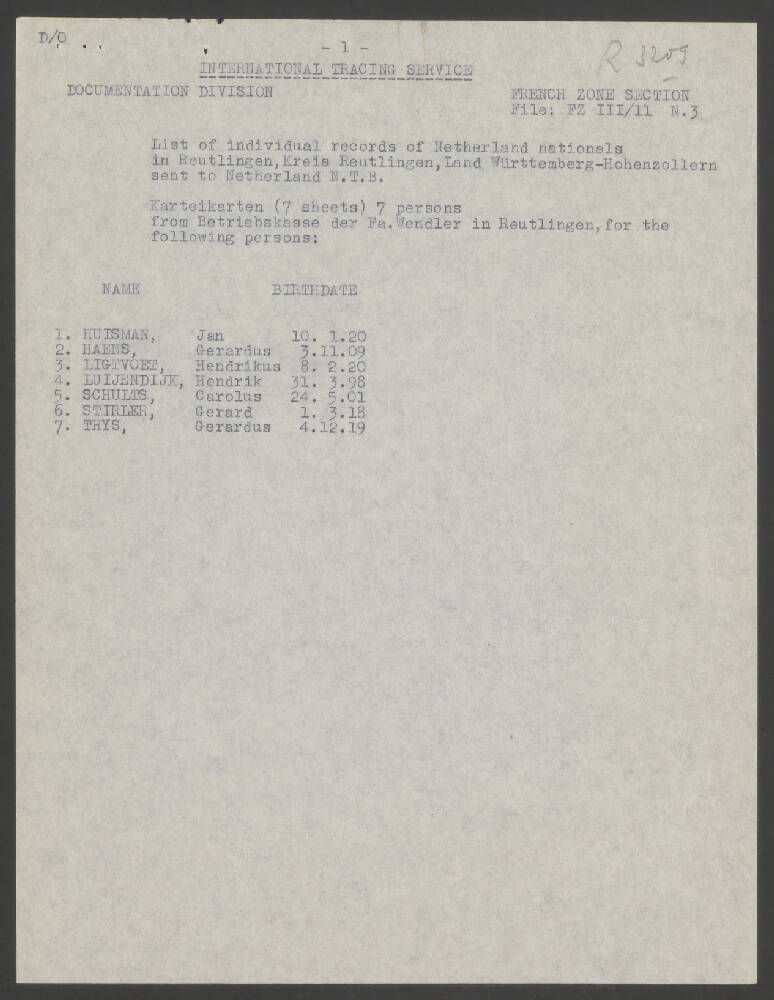 D/O
- 1 -
R 3209
INTERNATIONAL TRACING SERVICE
DOCUMENTATION DIVISION
FRENCH ZONE SECTION
File: FZ III/11 N.3
List of individual records of Netherland nationals
in Reutlingen, Kreis Reutlingen, Land Württemberg-Hohenzollern
sent to Netherland N.T.B.
Karteikarten (7 sheets) 7 persons
from Betriebskasse der Fa.Wendler in Reutlingen, for the
following persons:
NAME BIRTHDATE
1. HUISMAN, Jan 10. 1.20
2. HAENS, Gerardus 3.11.09
3. LIGTVOET, Hendrikus 8. 2.20
4. LUIJENDIJK, Hendrik 31. 3.98
5. SCHULTS, Carolus 24. 5.01
6. STIRLER, Gerard 1. 3.18
7. THYS, Gerardus 4.12.19